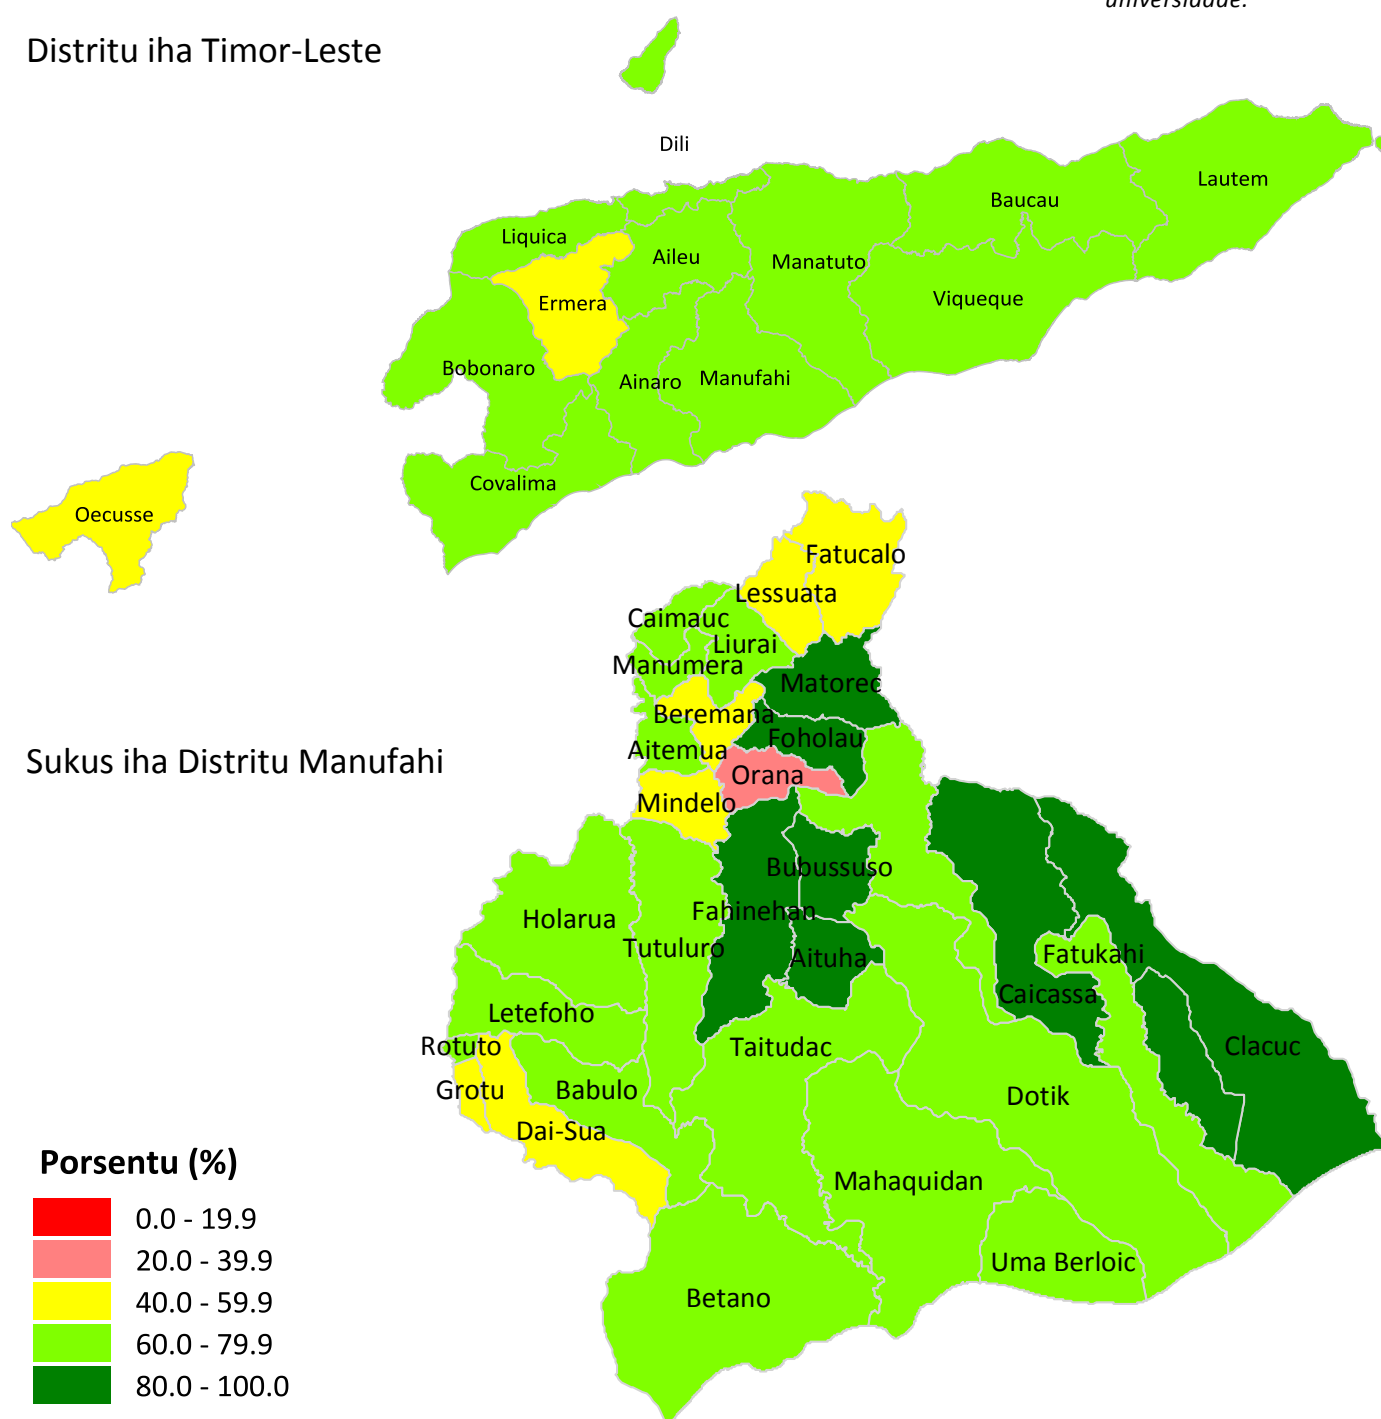 universidade.
Distritu iha Timor-Leste
Dili
Lautem
Baucau
Liquica
Aileu
Manatuto
Viqueque
Ermera
Bobonaro
Ainaro
Manufahi
Covalima
Oecusse
Fatucalo
Lessuata
Caimauc
Liurai
Manumera
Matorec
Beremana
Foholau
Aitemua
Sukus iha Distritu Manufahi
Orana
Mindelo
Bubussuso
Fahinehan
Holarua
Tutuluro
Aituha
Fatukahi
Caicassa
Letefoho
Rotuto
Taitudac
Clacuc
Grotu
Babulo
Dotik
Dai-Sua
Mahaquidan
Uma Berloic
Betano
Porsentu (%)
0.0 - 19.9
20.0 - 39.9
40.0 - 59.9
60.0 - 79.9
80.0 - 100.0